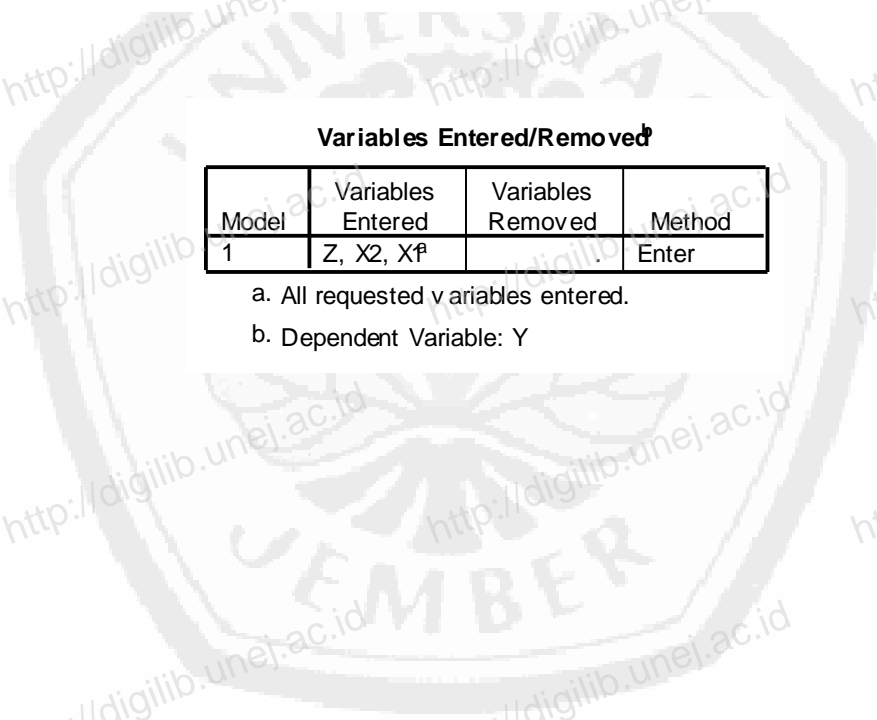 UNIVERSITAS
http://digilib.unej.ac.id
http://digilib.unej.ac.id
Variables Entered/Removed b
Model Variables Entered Variables Removed Method
1 Z, X2, X1 a . Enter
a. All requested variables entered.
b. Dependent Variable: Y
http://digilib.unej.ac.id
http://digilib.unej.ac.id
http://digilib.unej.ac.id
http://digilib.unej.ac.id
JEMBER
//digilib.unej.ac.id
//digilib.unej.ac.id